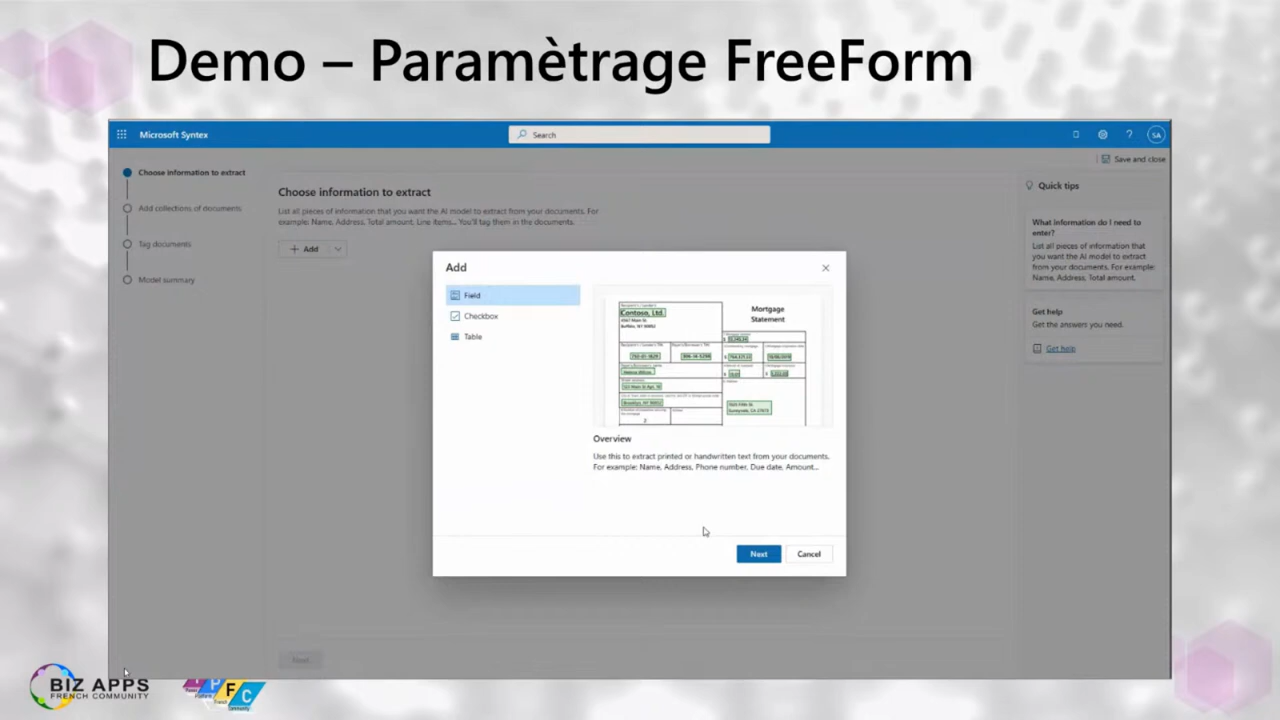 Demo – Paramètrage FreeForm
Microsoft Syntex
Search
SA
Save and close
Choose information to extract
Add collections of documents
Tag documents
Model summary
Choose information to extract
List all pieces of information that you want the AI model to extract from your documents. For
example: Name, Address, Total amount, Line items... You'll tag them in the documents.
Add
Quick tips
What information do I need to
enter?
List all pieces of information that
you want the AI model to extract
from your documents. For example:
Name, Address, Total amount.
Get help
Get the answers you need.
Get help
Add
Field
Checkbox
Table
Contoso, Ltd.
Mortgage
Statement
Overview
Use this to extract printed or handwritten text from your documents.
For example: Name, Address, Phone number, Due date, Amount...
Next
Cancel
Next
BIZ APPS
FRENCH COMMUNITY
P F C